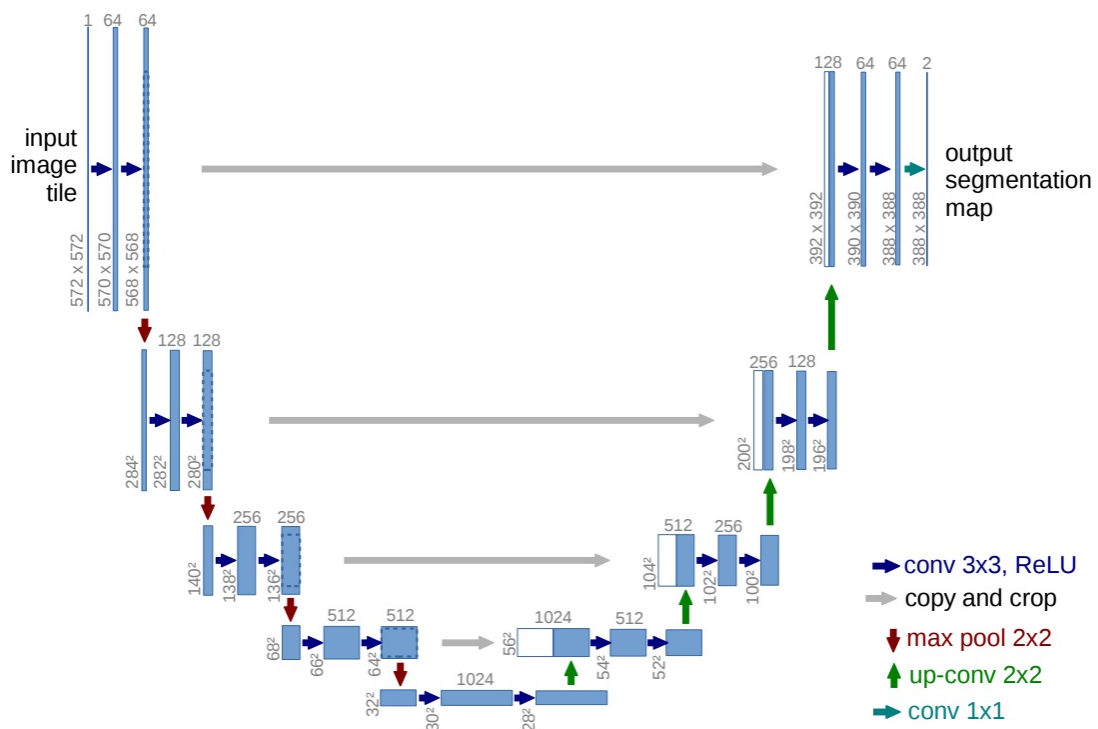 1 64 64
128 64 64 2
input
image
tile
output
segmentation
map
572 x 572
570 x 570
568 x 568
392 x 392
390 x 390
388 x 388
388 x 388
128 128
256 128
284²
282²
280²
200²
198²
196²
256 256
512 256
140²
138²
136²
104²
102²
100²
512 512
1024 512
68²
66²
64²
56²
54²
52²
1024
32²
30²
28²
conv 3x3, ReLU
copy and crop
max pool 2x2
up-conv 2x2
conv 1x1